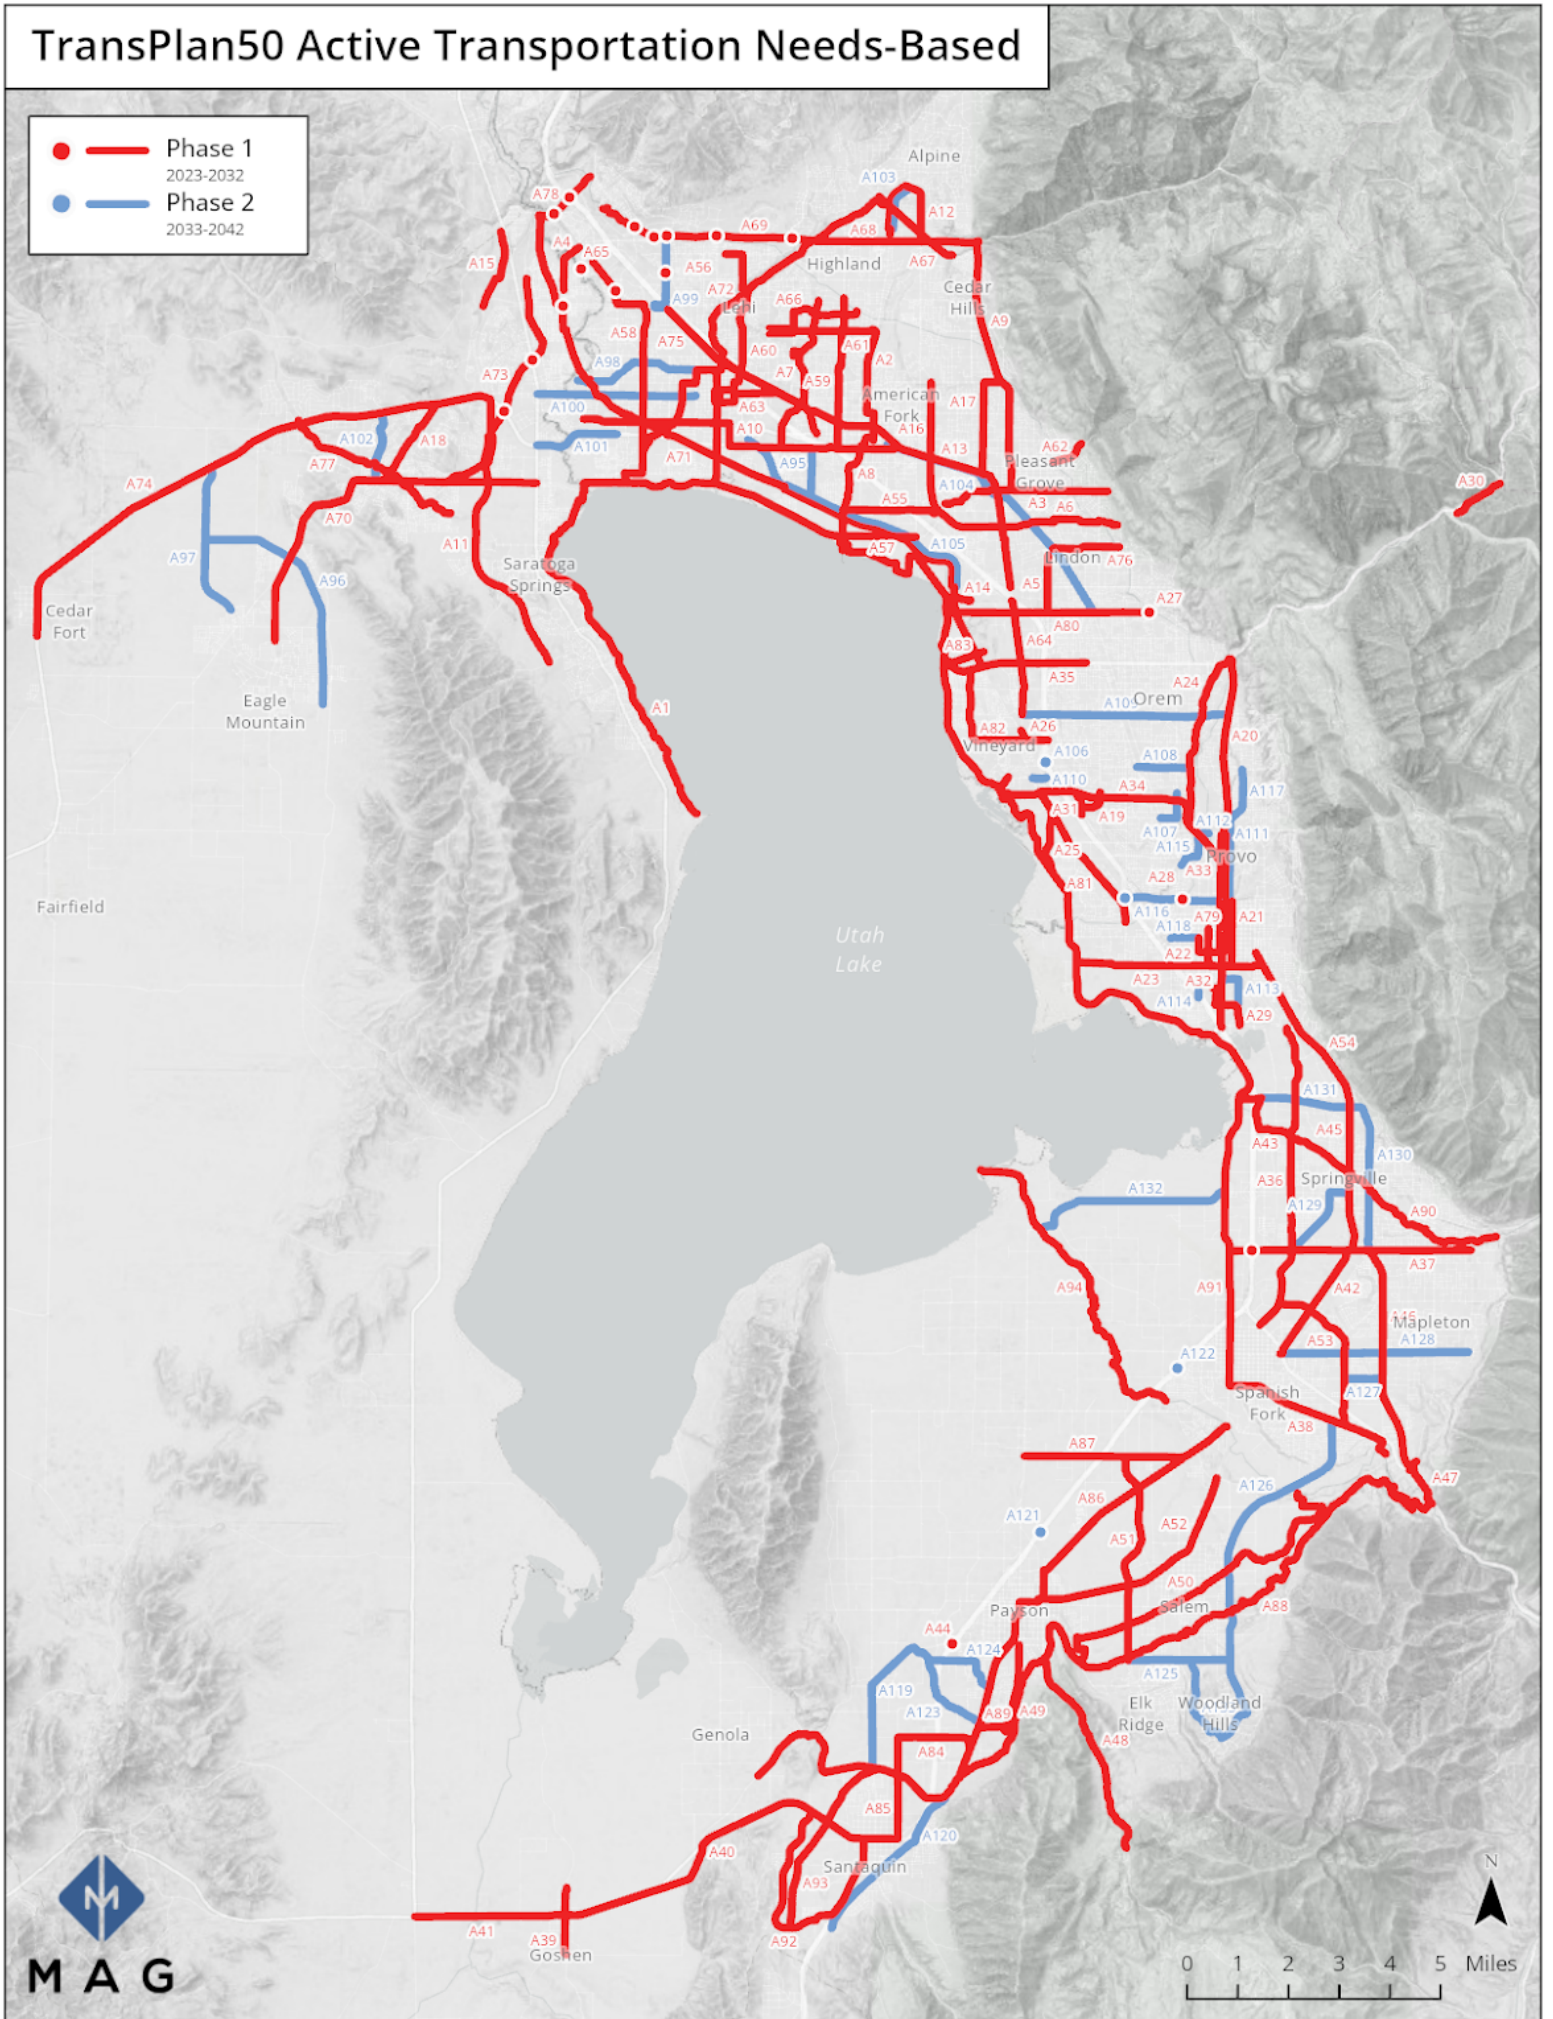 TransPlan50 Active Transportation Needs-Based
Phase 1
2023-2032
Phase 2
2033-2042
Alpine
A103
A78
A12
A69
A68
A4
A65
A15
A67
Highland
A56
Cedar
Hills
A72
A99
A66
Lehi
A9
A58
A75
A60
A61
A2
A98
A7
A59
A73
American
Fork
A17
A100
A63
A10
A16
A102
A18
A101
A13
A62
A71
A95
Pleasant
Grove
A77
A8
A74
A104
A30
A55
A3
A6
A70
A11
A57
A105
A97
Saratoga
Springs
Lindon
A76
A96
A14
A5
A27
Cedar
Fort
A80
A83
A64
A35
A24
Eagle
Mountain
A1
A109
Orem
A82
A26
A20
Vineyard
A106
A108
A110
A34
A117
A31
A19
A107
A112
A111
A115
A25
Provo
A33
A28
A81
Fairfield
A116
A79
A21
A118
Utah
Lake
A22
A23
A32
A114
A113
A29
A54
A131
A45
A43
A130
A36
Springville
A132
A129
A90
A37
A94
A91
A42
A46
Mapleton
A53
A128
A122
Spanish
Fork
A127
A38
A87
A47
A126
A86
A121
A51
A52
A50
Payson
Salem
A88
A44
A124
A125
A119
Elk
Ridge
Woodland
Hills
A123
A89
A49
Genola
A84
A48
A85
A120
A40
Santaquin
A93
A41
A39
A92
Goshen
MAG
N
0 1 2 3 4 5 Miles